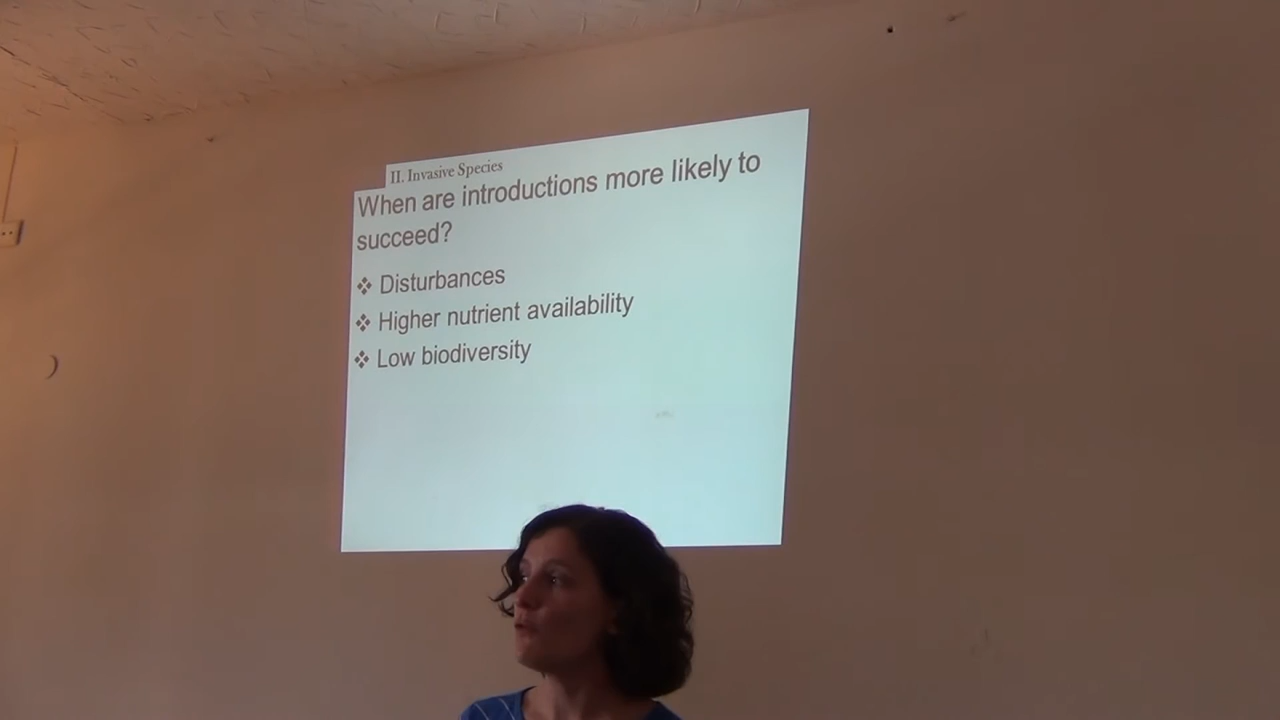 II. Invasive Species
When are introductions more likely to
succeed?
❖ Disturbances
❖ Higher nutrient availability
❖ Low biodiversity